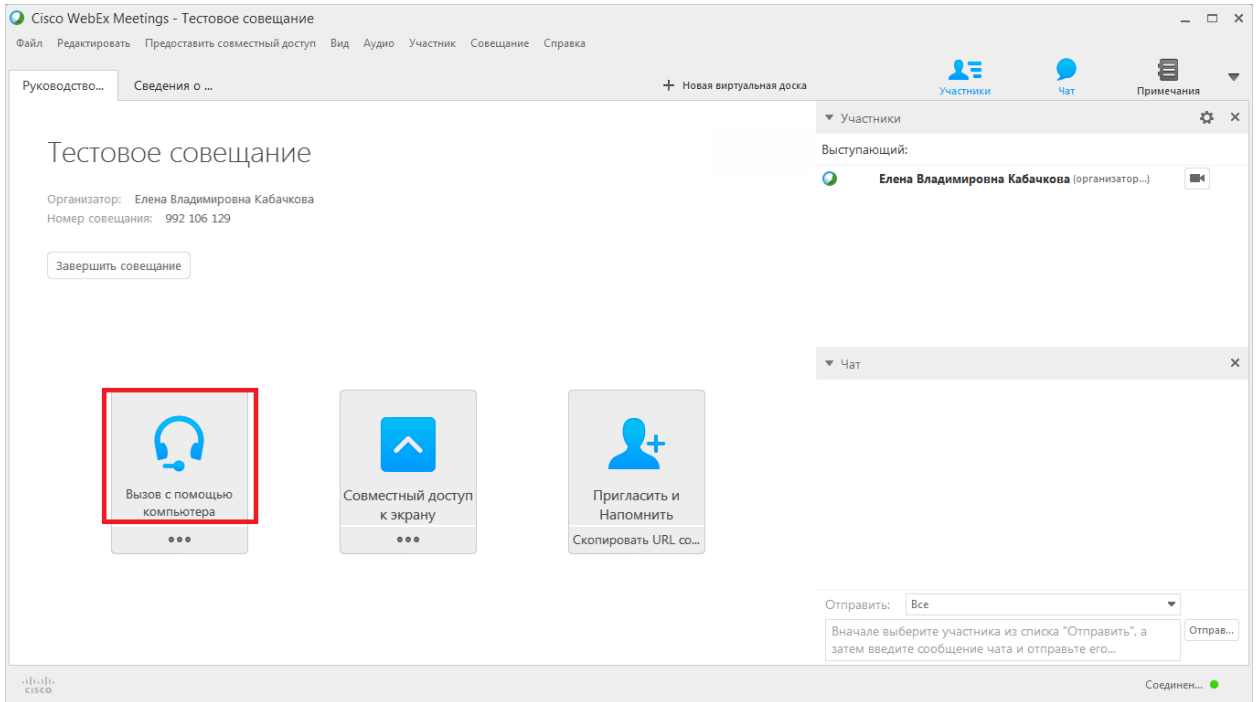 Cisco WebEx Meetings - Тестовое совещание
Файл Редактировать Предоставить совместный доступ Вид Аудио Участник Совещание Справка
Руководство... Сведения о ... Новая виртуальная доска Участники Чат Примечания
Тестовое совещание
Организатор: Елена Владимировна Кабачкова
Номер совещания: 992 106 129
Завершить совещание
Вызов с помощью
компьютера
Совместный доступ
к экрану
Пригласить и
Напомнить
Скопировать URL со...
Участники
Выступающий:
Елена Владимировна Кабачкова (организатор...)
Чат
Отправить: Все
Вначале выберите участника из списка "Отправить", а
затем введите сообщение чата и отправьте его...
Отправ...
CISCO
Соединен...